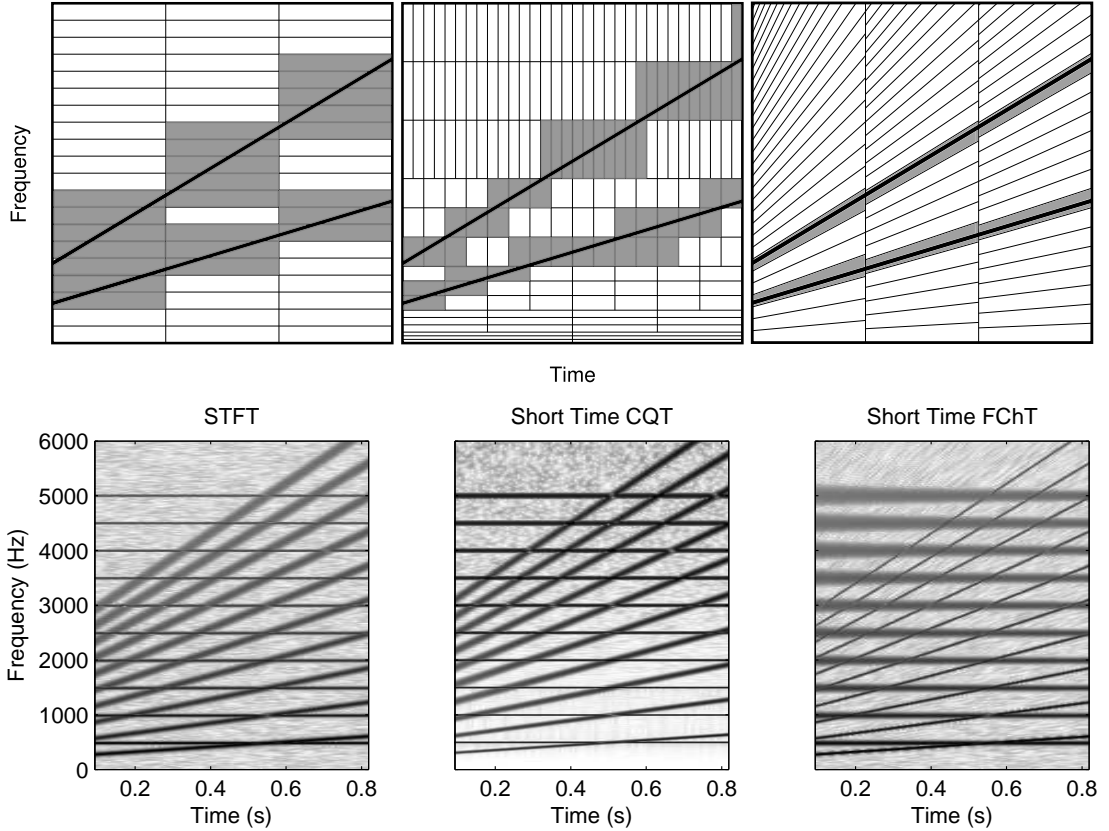 Frequency
Time
STFT
Short Time CQT
Short Time FChT
Frequency (Hz)
6000
5000
4000
3000
2000
1000
0
0.2 0.4 0.6 0.8
0.2 0.4 0.6 0.8
0.2 0.4 0.6 0.8
Time (s)
Time (s)
Time (s)